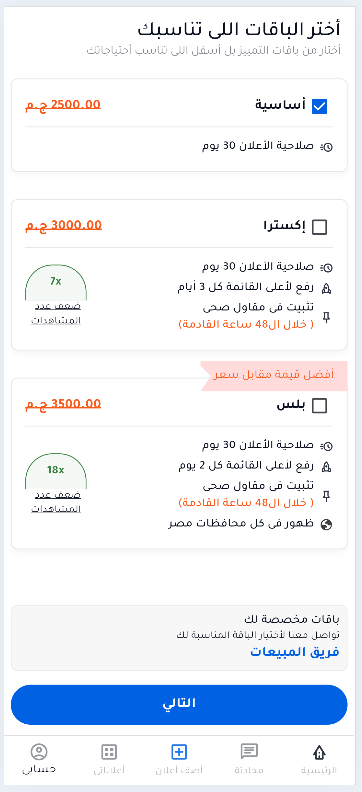 أختر الباقات اللى تناسبك
أختار من باقات التمييز بل أسفل اللى تناسب أحتياجاتك
أساسية
2500.00 ج.م
صلاحية الأعلان 30 يوم
إكسترا
3000.00 ج.م
صلاحية الأعلان 30 يوم
رفع لأعلى القائمة كل 3 أيام
تثبيت فى مقاول صحى
( خلال ال48 ساعة القادمة)
7x
ضعف عدد
المشاهدات
أفضل قيمة مقابل سعر
بلس
3500.00 ج.م
صلاحية الأعلان 30 يوم
رفع لأعلى القائمة كل 2 يوم
تثبيت فى مقاول صحى
( خلال ال48 ساعة القادمة)
ظهور فى كل محافظات مصر
18x
ضعف عدد
المشاهدات
باقات مخصصة لك
تواصل معنا لأختيار الباقة المناسبة لك
فريق المبيعات
التالي
الرئيسية
محادثة
أضف أعلان
أعلاناتى
حسابى